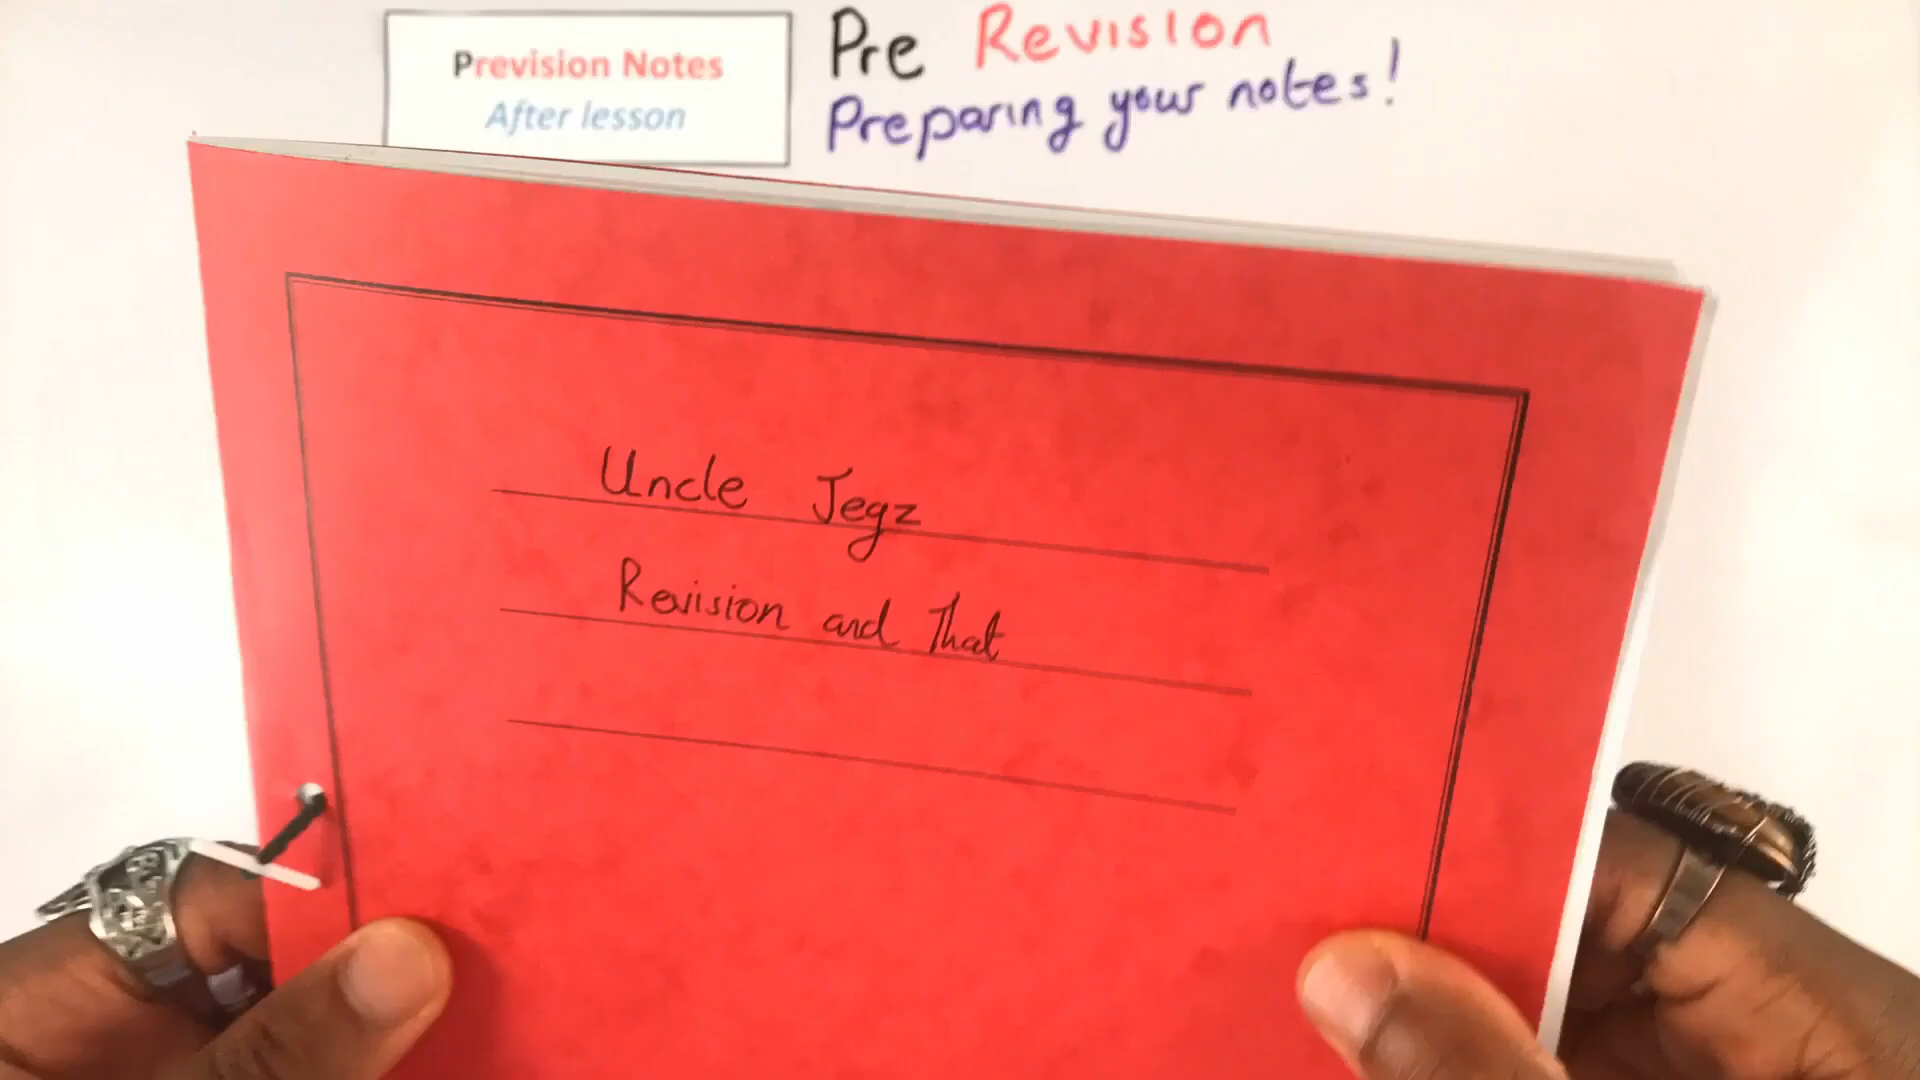 Prevision Notes
After lesson
Pre Revision
Preparing your notes!
Uncle Jegz
Revision and That